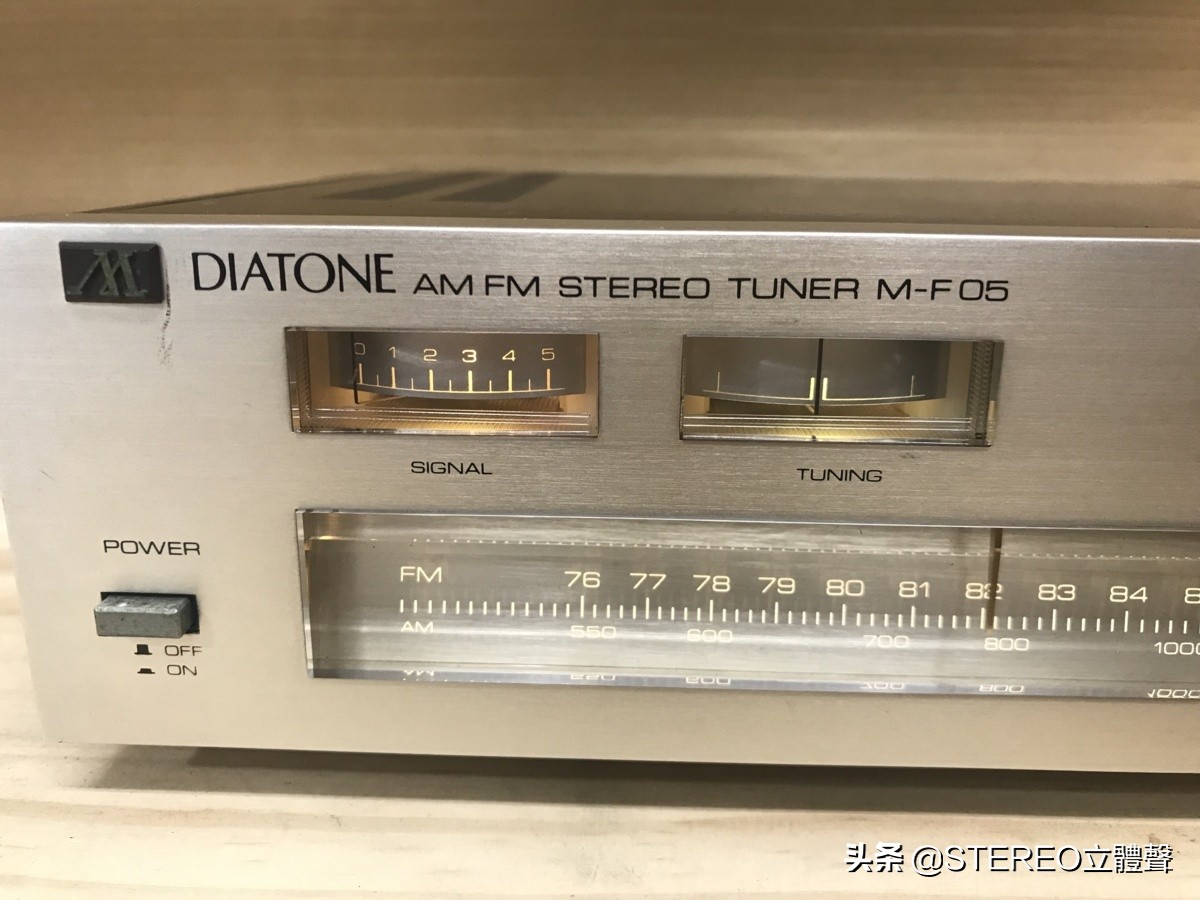 DIATONE AM FM STEREO TUNER M-F05
0 1 2 3 4 5
SIGNAL
TUNING
POWER
OFF
ON
FM 76 77 78 79 80 81 82 83 84
AM 550 600 700 800 1000
头条 @STEREO立體聲